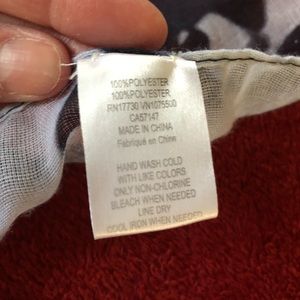 100%POLYESTER
100%POLYESTER
RN17730 VN1075500
CA57147
MADE IN CHINA
Fabriqué en Chine
HAND WASH COLD
WITH LIKE COLORS
ONLY NON-CHLORINE
BLEACH WHEN NEEDED
LINE DRY
COOL IRON WHEN NEEDED